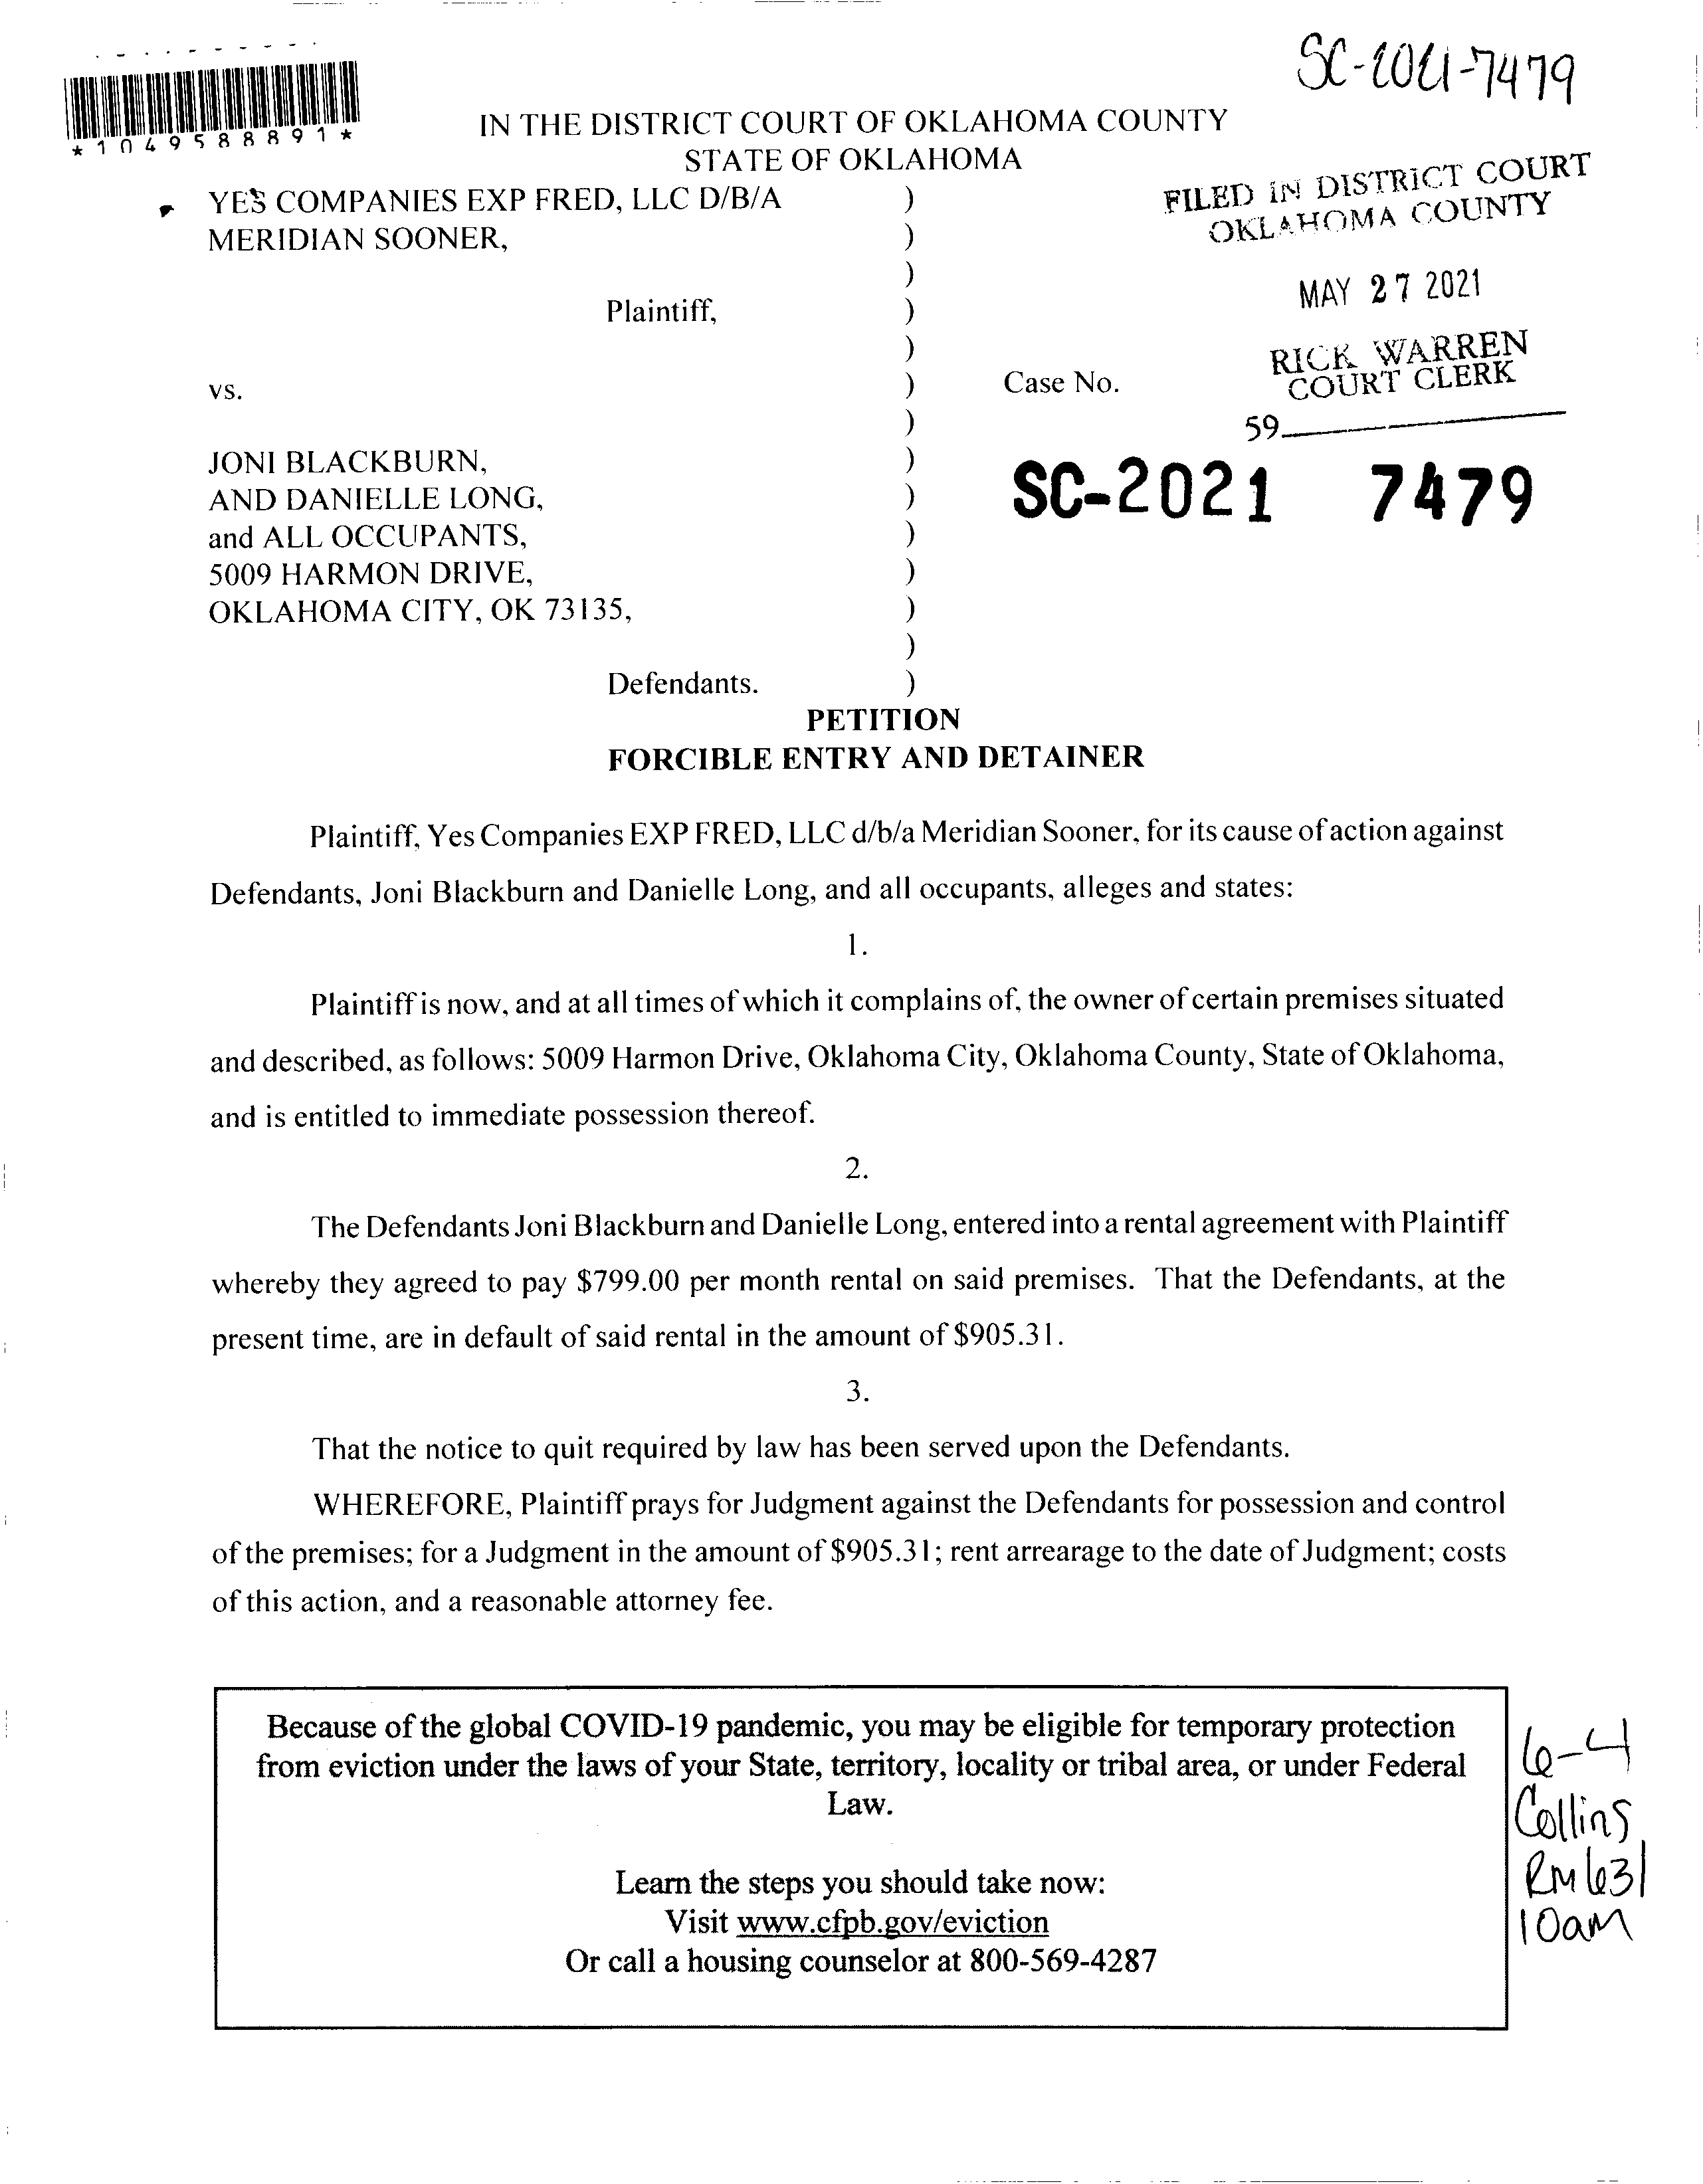 SC-2021-7479
*1049588891*
IN THE DISTRICT COURT OF OKLAHOMA COUNTY
STATE OF OKLAHOMA
YES COMPANIES EXP FRED, LLC D/B/A )
MERIDIAN SOONER, )
)
Plaintiff, )
)
vs. ) Case No.
)
JONI BLACKBURN, )
AND DANIELLE LONG, )
and ALL OCCUPANTS, )
5009 HARMON DRIVE, )
OKLAHOMA CITY, OK 73135, )
)
Defendants. )
FILED IN DISTRICT COURT
OKLAHOMA COUNTY
MAY 27 2021
RICK WARREN
COURT CLERK
59
SC-2021 7479
PETITION
FORCIBLE ENTRY AND DETAINER
Plaintiff, Yes Companies EXP FRED, LLC d/b/a Meridian Sooner, for its cause of action against
Defendants, Joni Blackburn and Danielle Long, and all occupants, alleges and states:
1.
Plaintiff is now, and at all times of which it complains of, the owner of certain premises situated
and described, as follows: 5009 Harmon Drive, Oklahoma City, Oklahoma County, State of Oklahoma,
and is entitled to immediate possession thereof.
2.
The Defendants Joni Blackburn and Danielle Long, entered into a rental agreement with Plaintiff
whereby they agreed to pay $799.00 per month rental on said premises. That the Defendants, at the
present time, are in default of said rental in the amount of $905.31.
3.
That the notice to quit required by law has been served upon the Defendants.
WHEREFORE, Plaintiff prays for Judgment against the Defendants for possession and control
of the premises; for a Judgment in the amount of $905.31; rent arrearage to the date of Judgment; costs
of this action, and a reasonable attorney fee.
Because of the global COVID-19 pandemic, you may be eligible for temporary protection
from eviction under the laws of your State, territory, locality or tribal area, or under Federal
Law.
Learn the steps you should take now:
Visit www.cfpb.gov/eviction
Or call a housing counselor at 800-569-4287
6-4
Collins
RM 631
10am